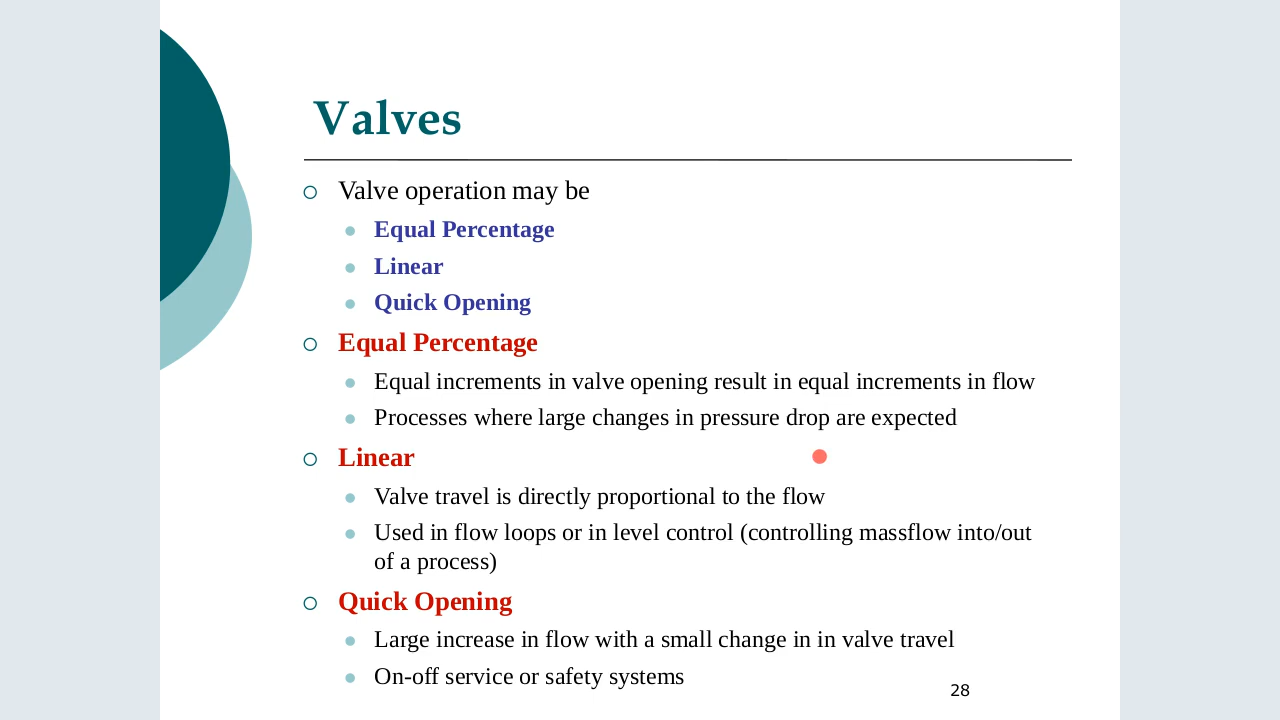 Valves
Valve operation may be
Equal Percentage
Linear
Quick Opening
Equal Percentage
Equal increments in valve opening result in equal increments in flow
Processes where large changes in pressure drop are expected
Linear
Valve travel is directly proportional to the flow
Used in flow loops or in level control (controlling massflow into/out
of a process)
Quick Opening
Large increase in flow with a small change in in valve travel
On-off service or safety systems
28